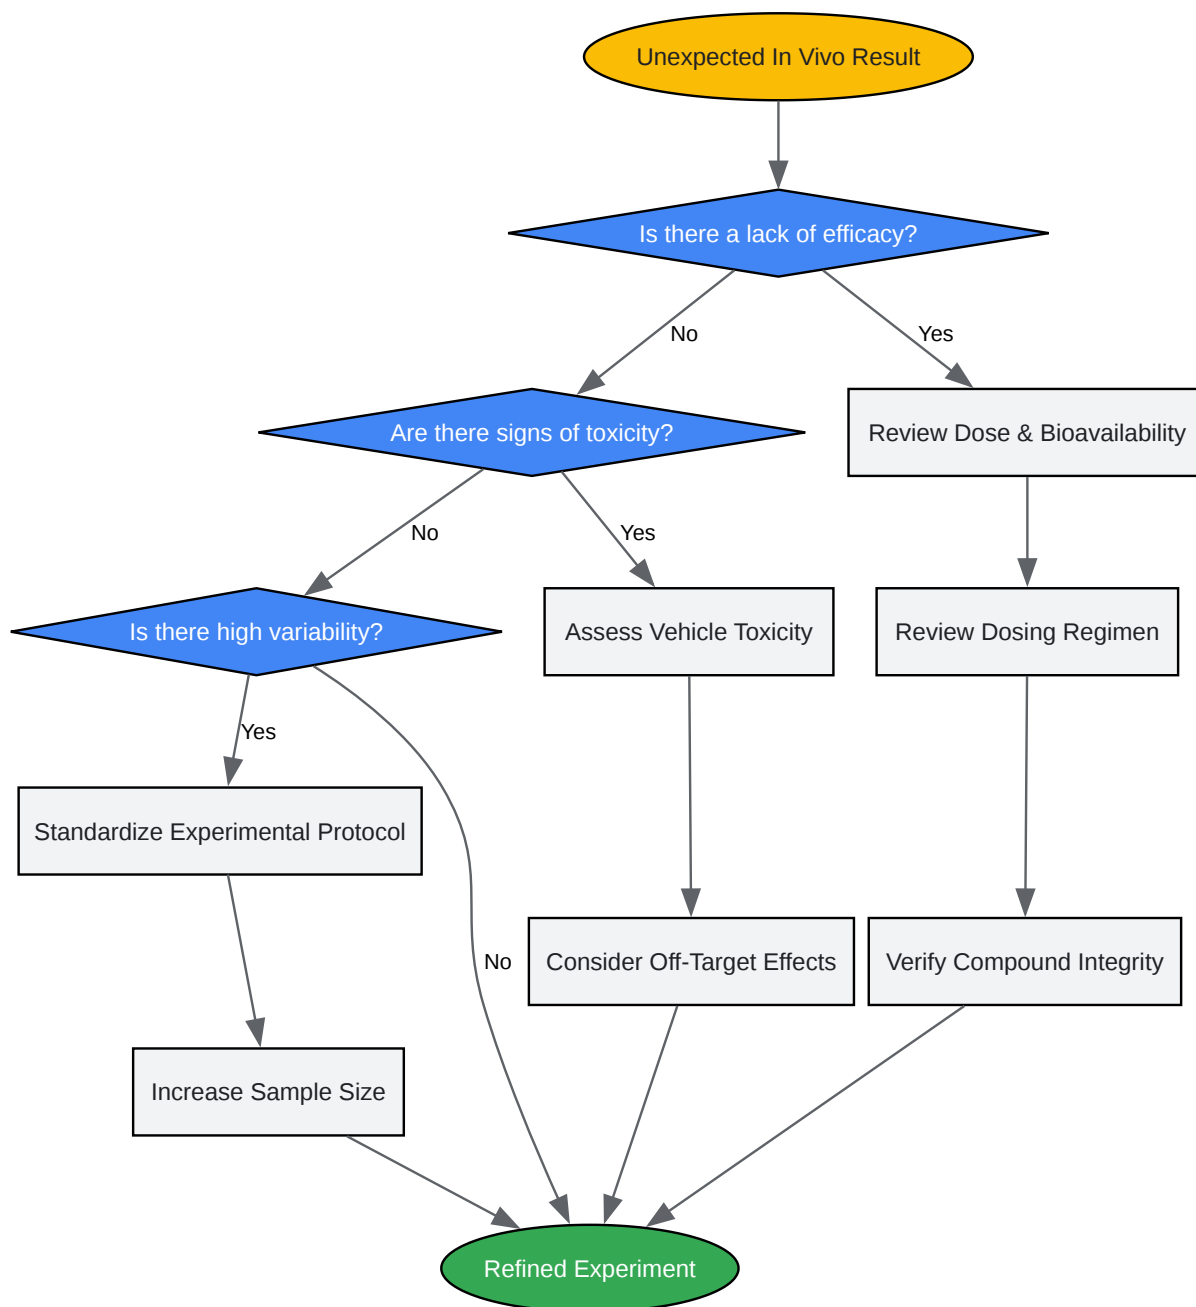 Unexpected In Vivo Result
Is there a lack of efficacy?
No
Yes
Are there signs of toxicity?
Review Dose & Bioavailability
No
Yes
Is there high variability?
Assess Vehicle Toxicity
Review Dosing Regimen
Yes
Standardize Experimental Protocol
No
Consider Off-Target Effects
Verify Compound Integrity
Increase Sample Size
Refined Experiment